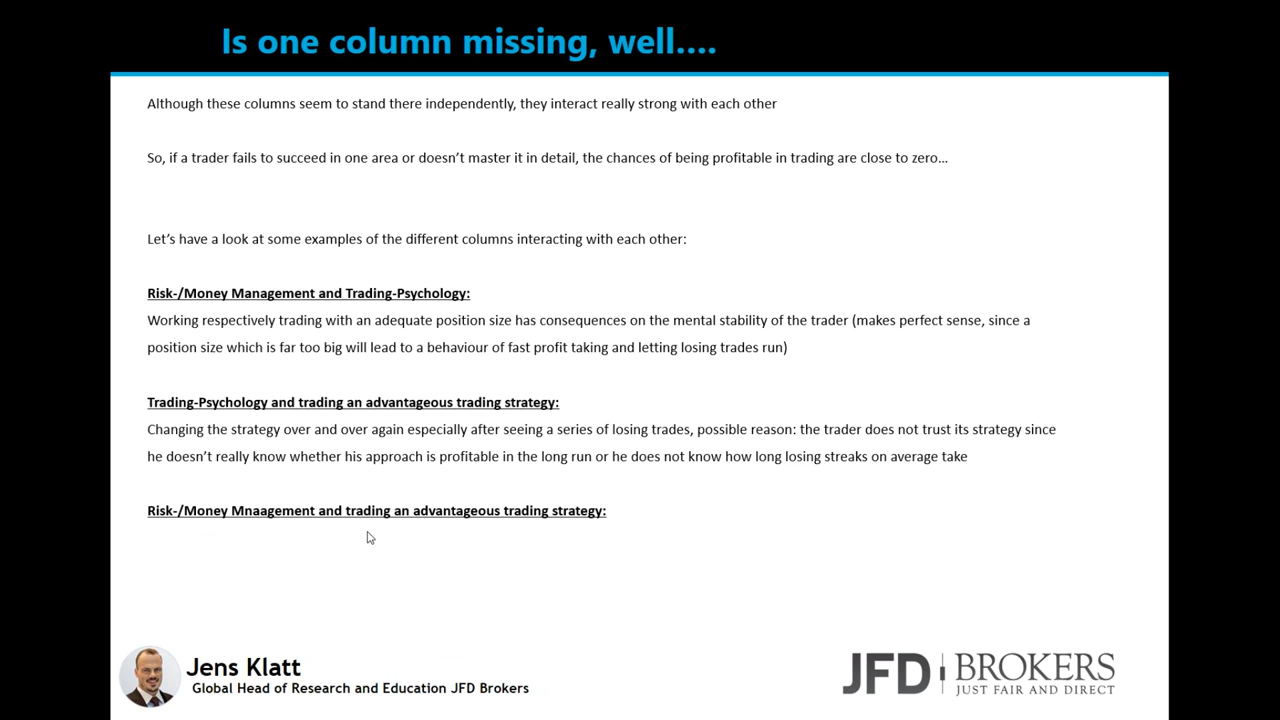 Is one column missing, well....
Although these columns seem to stand there independently, they interact really strong with each other
So, if a trader fails to succeed in one area or doesn't master it in detail, the chances of being profitable in trading are close to zero…
Let's have a look at some examples of the different columns interacting with each other:
Risk-/Money Management and Trading-Psychology:
Working respectively trading with an adequate position size has consequences on the mental stability of the trader (makes perfect sense, since a
position size which is far too big will lead to a behaviour of fast profit taking and letting losing trades run)
Trading-Psychology and trading an advantageous trading strategy:
Changing the strategy over and over again especially after seeing a series of losing trades, possible reason: the trader does not trust its strategy since
he doesn't really know whether his approach is profitable in the long run or he does not know how long losing streaks on average take
Risk-/Money Mnaagement and trading an advantageous trading strategy:
Jens Klatt
Global Head of Research and Education JFD Brokers
JFD BROKERS
JUST FAIR AND DIRECT